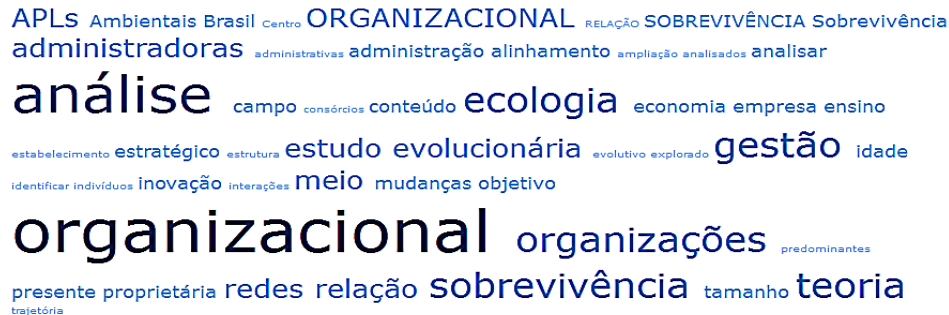 APLs Ambientais Brasil Centro ORGANIZACIONAL RELAÇÃO SOBREVIVÊNCIA Sobrevivência
administradoras administrativas administração alinhamento ampliação analisados analisar
análise campo consórcios conteúdo ecologia economia empresa ensino
estabelecimento estratégico estrutura estudo evolucionária evolutivo explorado gestão idade
identificar indivíduos inovação interações meio mudanças objetivo
organizacional organizações predominantes
presente proprietária redes relação sobrevivência tamanho teoria
trajetória